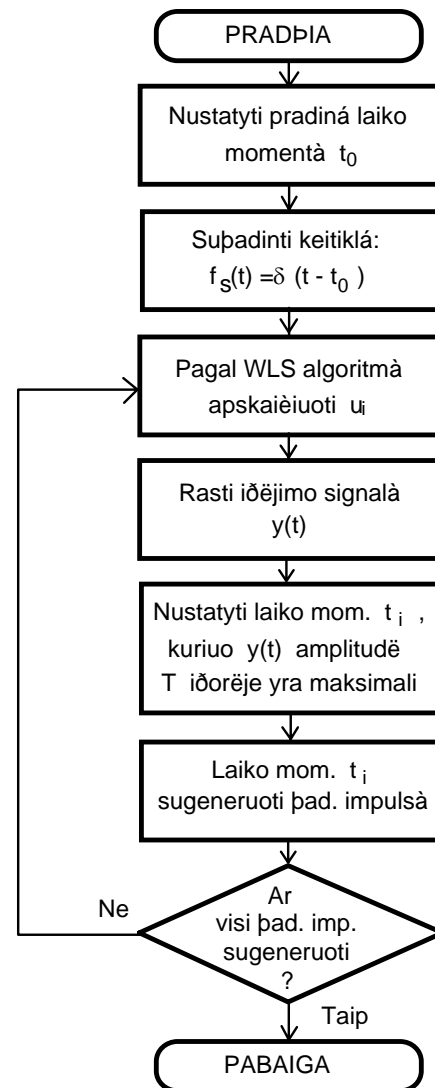 PRADÞIA
Nustatyti pradiná laiko
momentà t0
Suþadinti keitiklá:
fs(t) =δ (t - t0 )
Pagal WLS algoritmà
apskaièiuoti ui
Rasti iðëjimo signalà
y(t)
Nustatyti laiko mom. t i ,
kuriuo y(t) amplitudë
T iðorëje yra maksimali
Laiko mom. t i
sugeneruoti þad. impulsà
Ar
visi þad. imp.
sugeneruoti
?
Ne
Taip
PABAIGA